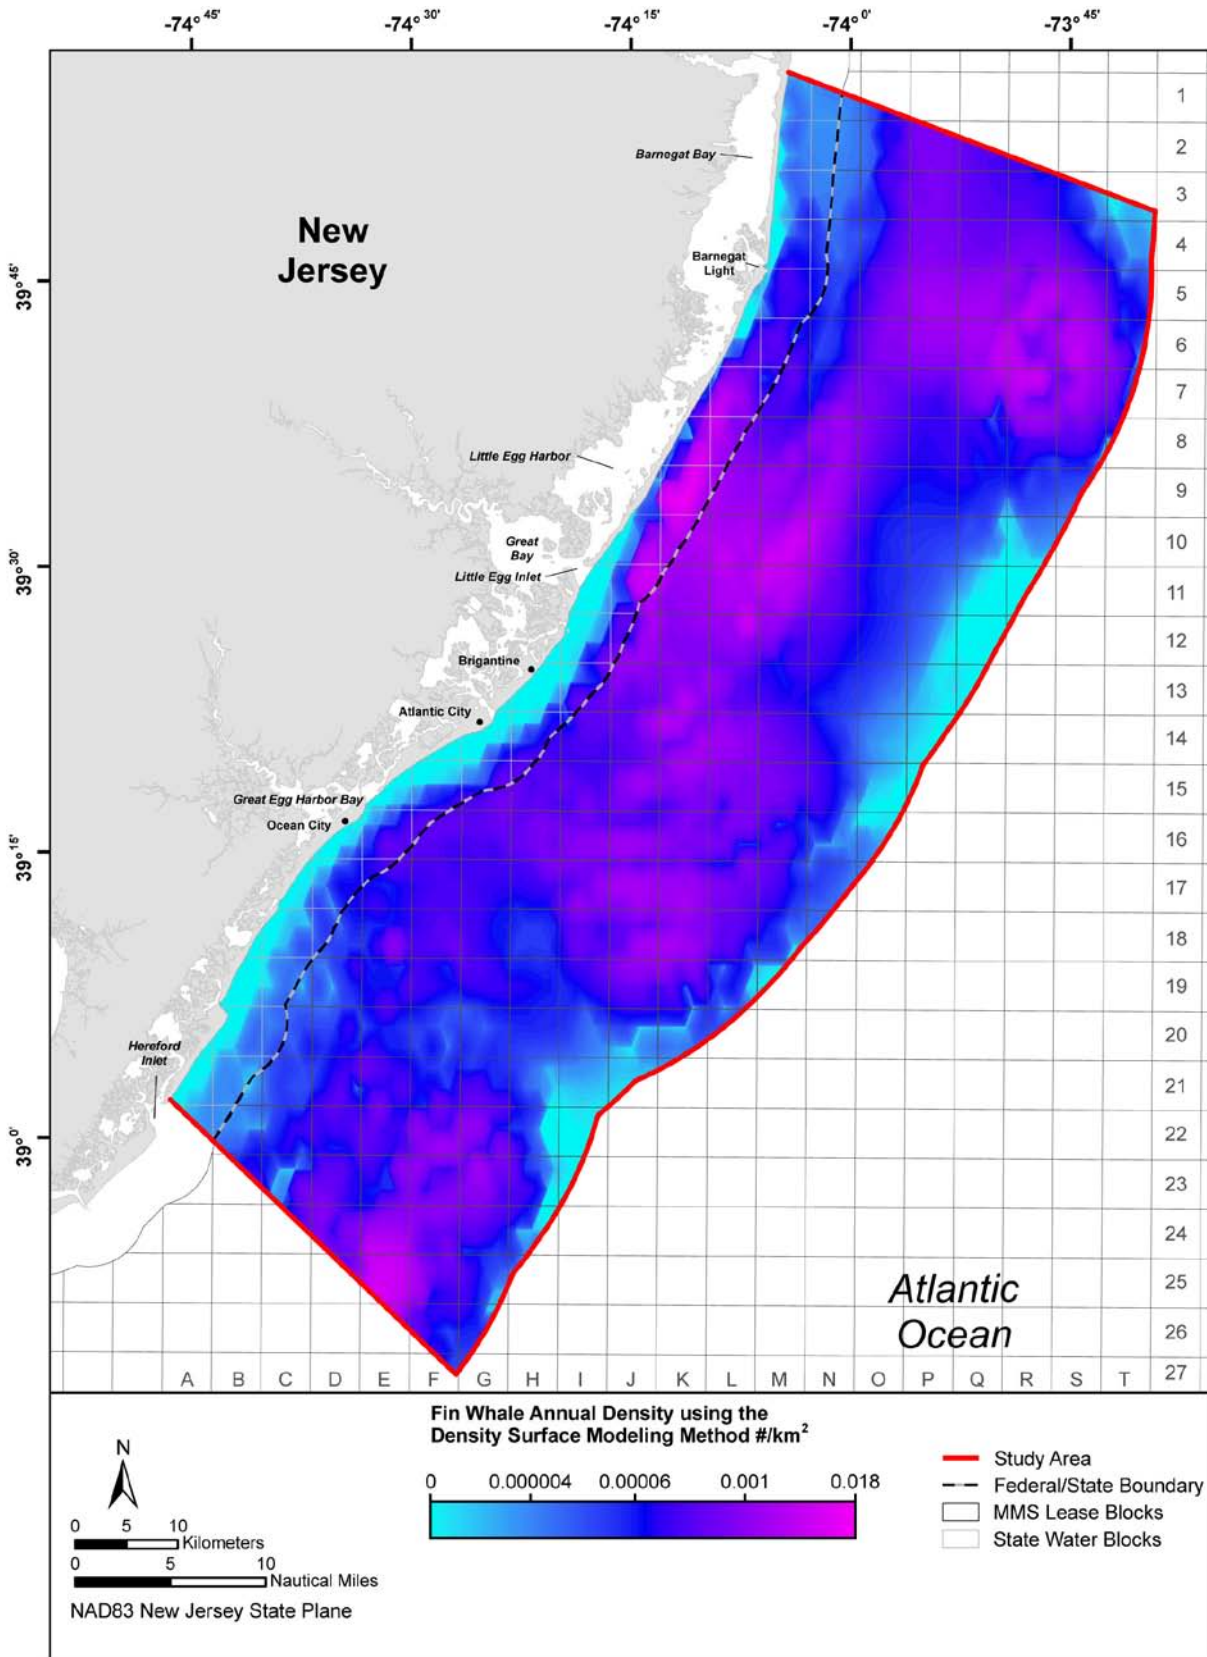 -74° 45'
-74° 30'
-74° 15'
-74° 0'
-73° 45'
1
Barnegat Bay
2
3
New
Jersey
4
Barnegat
Light
39° 45'
5
6
7
8
Little Egg Harbor
9
Great
Bay
10
39° 30'
Little Egg Inlet
11
12
Brigantine
13
Atlantic City
14
15
Great Egg Harbor Bay
Ocean City
16
39° 15'
17
18
19
20
Hereford
Inlet
21
22
39° 0'
23
24
25
Atlantic
Ocean
26
27
A B C D E F G H I J K L M N O P Q R S T
Fin Whale Annual Density using the
Density Surface Modeling Method #/km²
0 0.000004 0.00006 0.001 0.018
N
0 5 10
Kilometers
0 5 10
Nautical Miles
NAD83 New Jersey State Plane
Study Area
Federal/State Boundary
MMS Lease Blocks
State Water Blocks